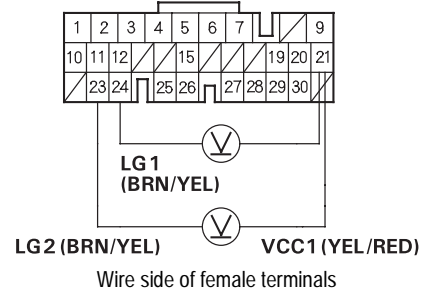 1 2 3 4 5 6 7 9
10 11 12 15 19 20 21
23 24 25 26 27 28 29 30
V
LG1
(BRN/YEL)
V
LG2 (BRN/YEL) VCC1 (YEL/RED)
Wire side of female terminals